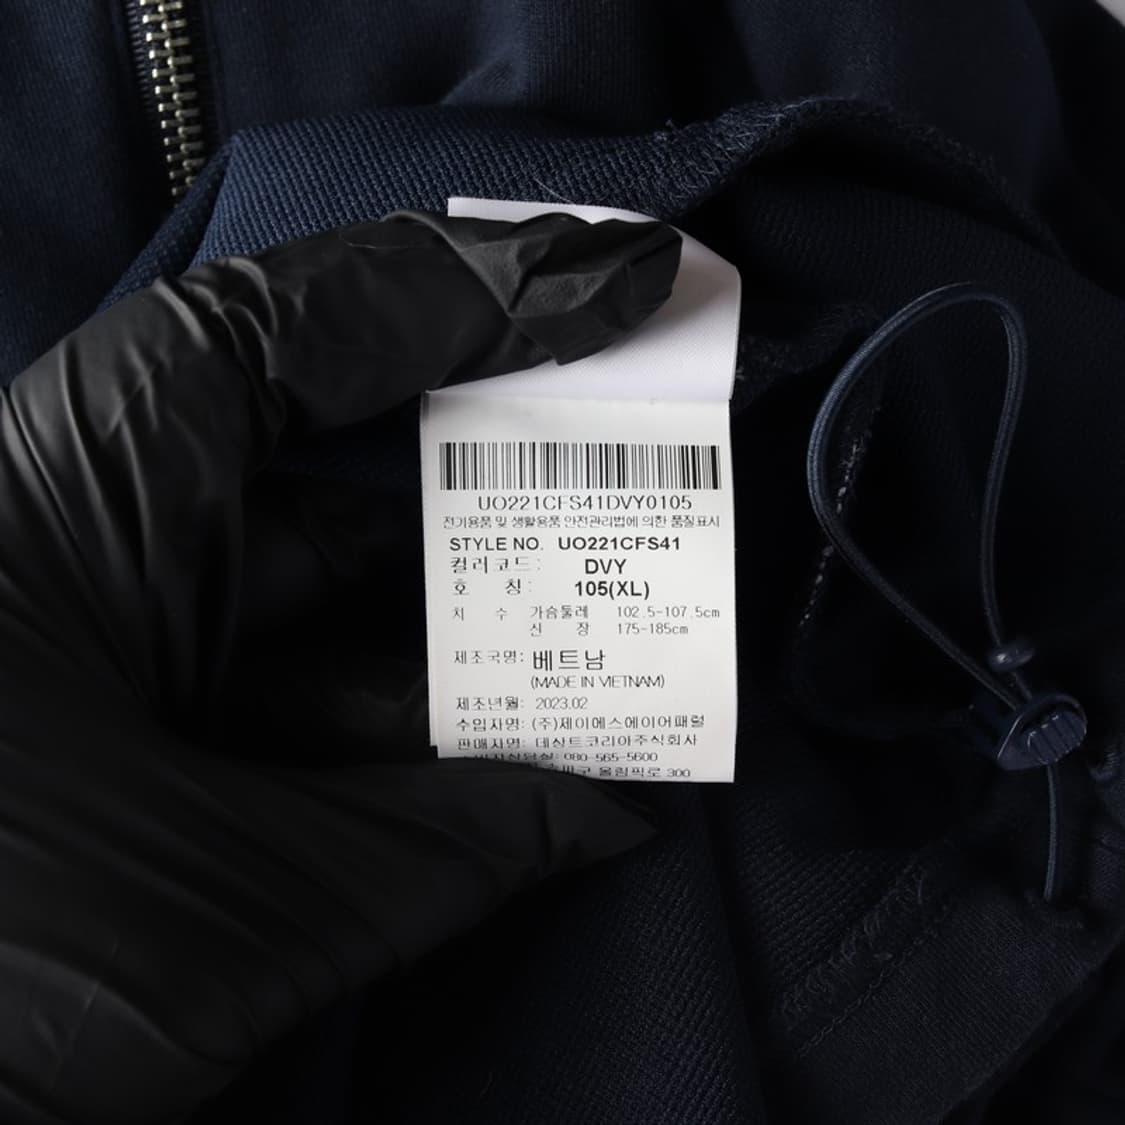 UO221CFS41DVY0105
전기용품 및 생활용품 안전관리법에 의한 품질표시
STYLE NO. UO221CFS41
컬러코드: DVY
호 칭: 105(XL)
치 수 가슴둘레 102.5-107.5cm
신 장 175-185cm
제조국명: 베트남
(MADE IN VIETNAM)
제조년월: 2023.02
수입자명: (주)제이에스에이어패럴
판매자명: 데상트코리아주식회사
080-565-5600
올림픽로 300